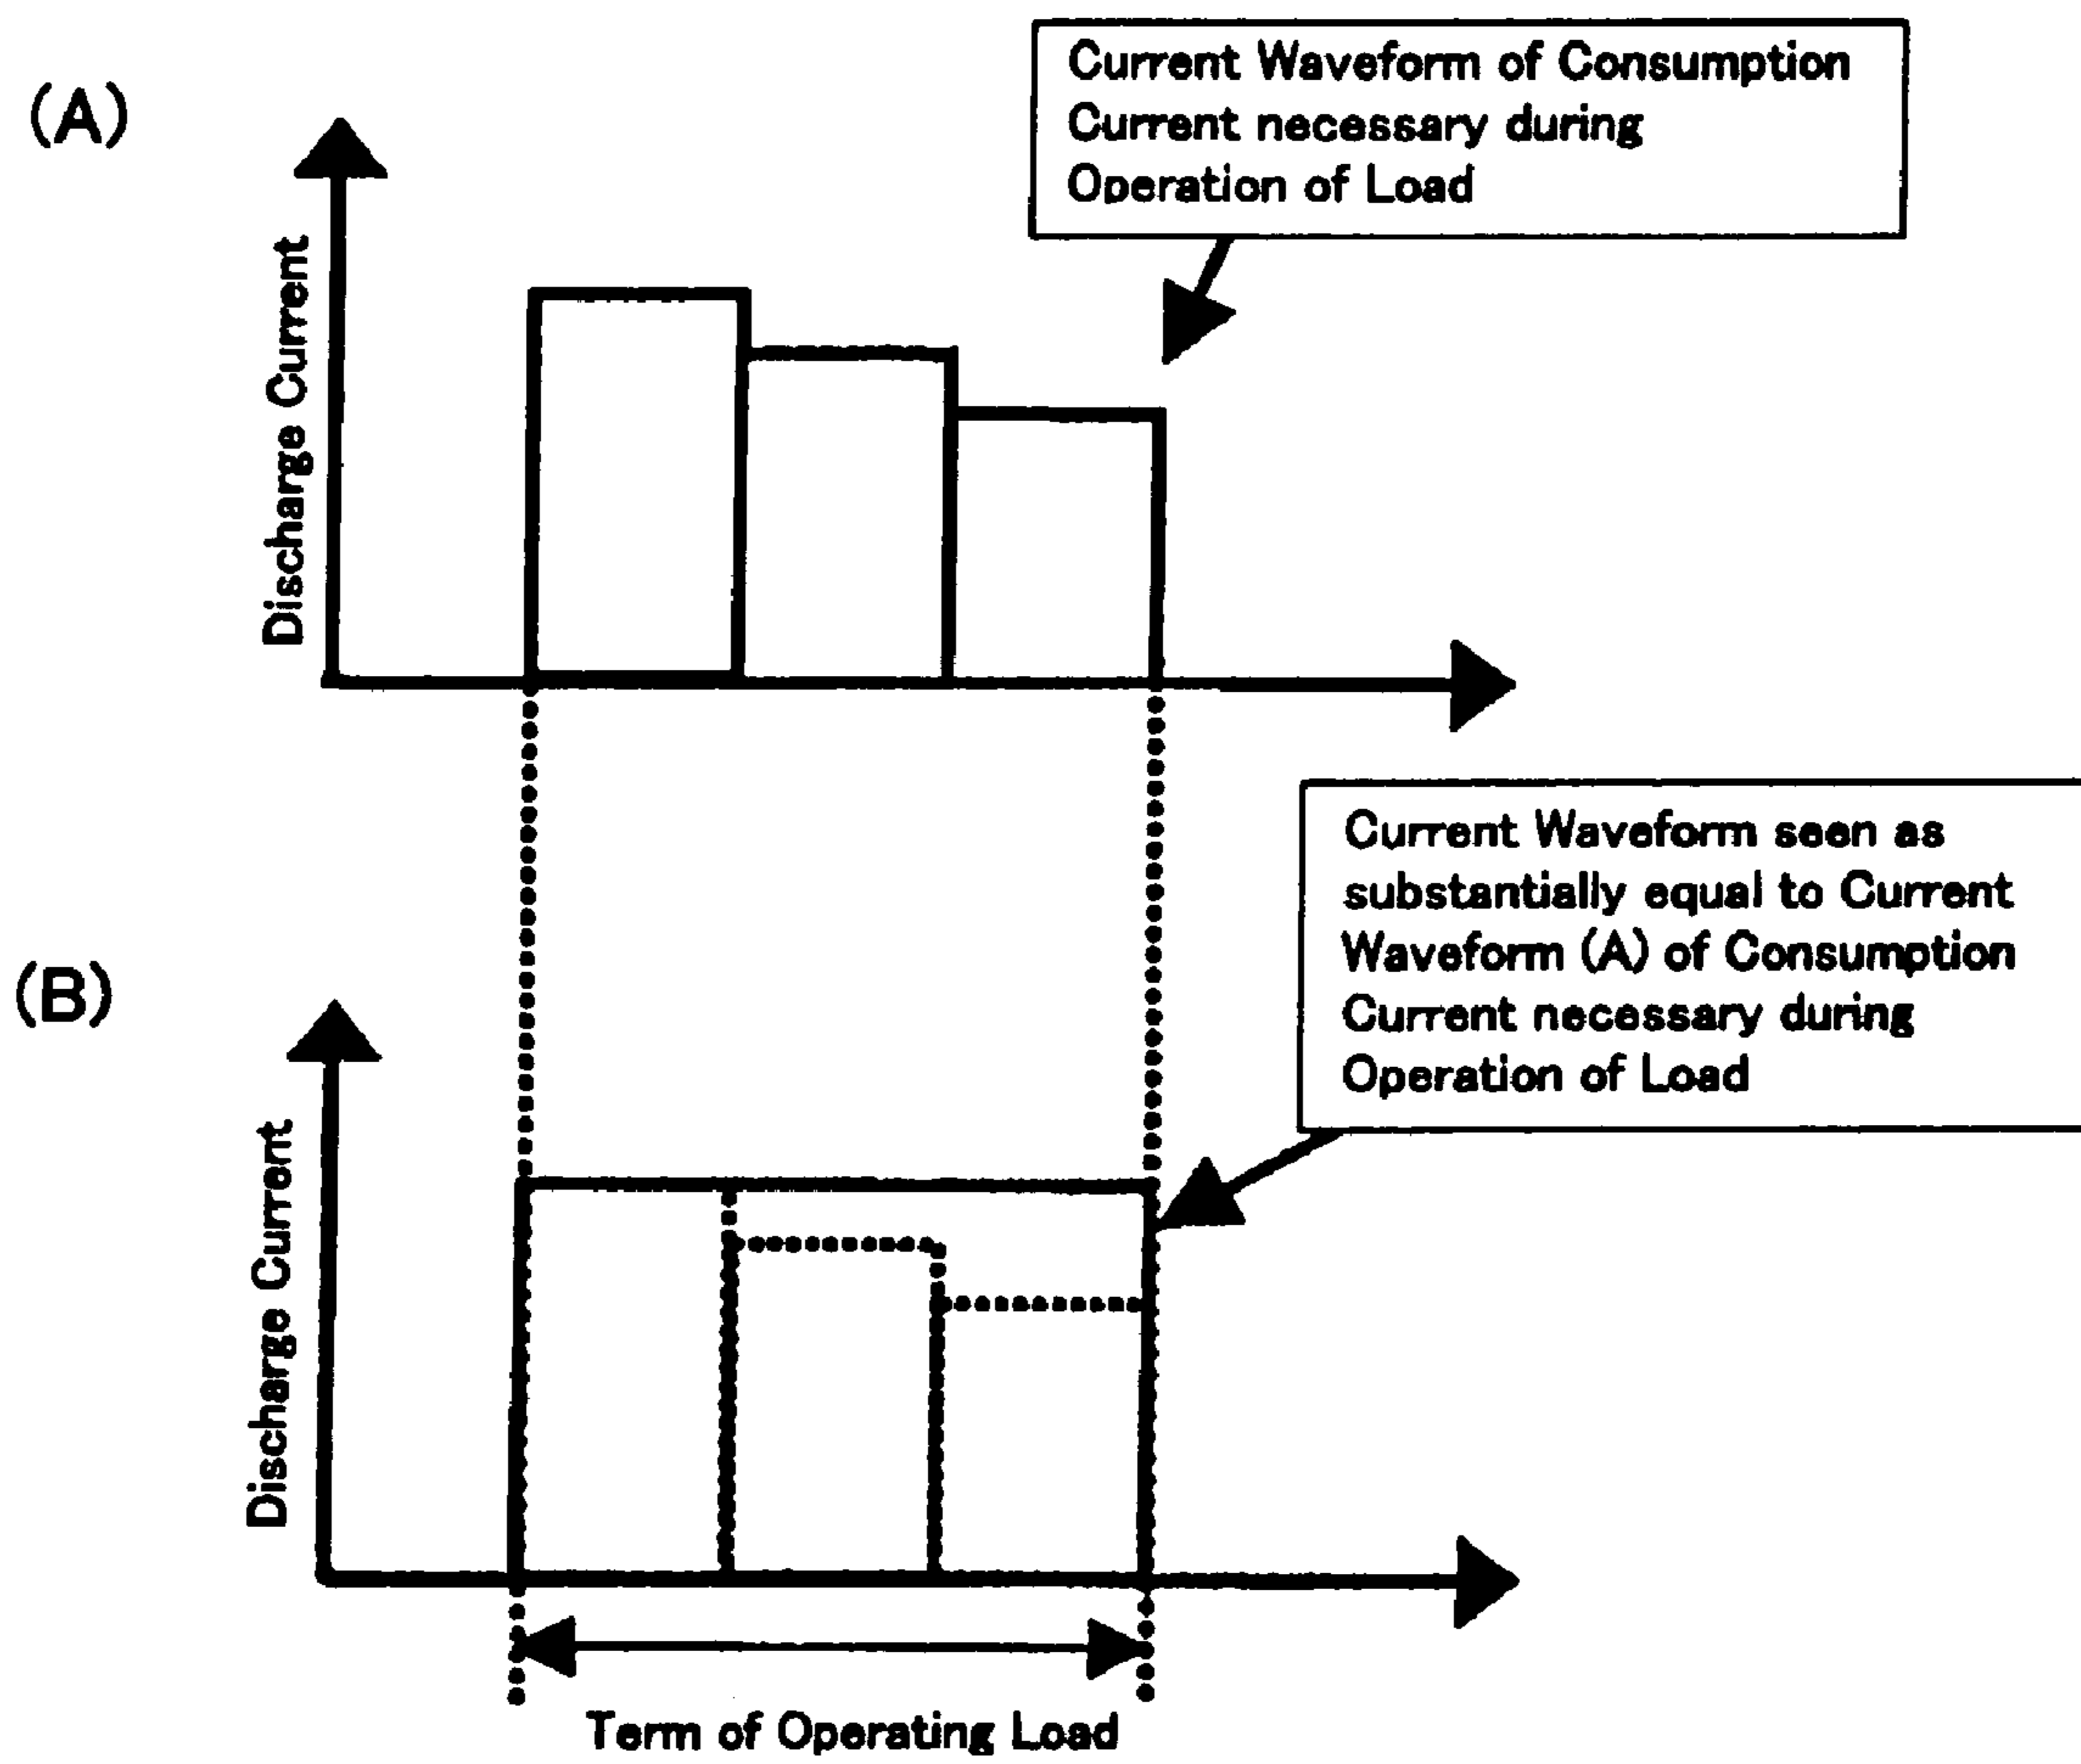 (A)
Current Waveform of Consumption
Current necessary during
Operation of Load
Discharge Current
Current Waveform seen as
substantially equal to Current
Waveform (A) of Consumption
Current necessary during
Operation of Load
(B)
Discharge Current
Term of Operating Load